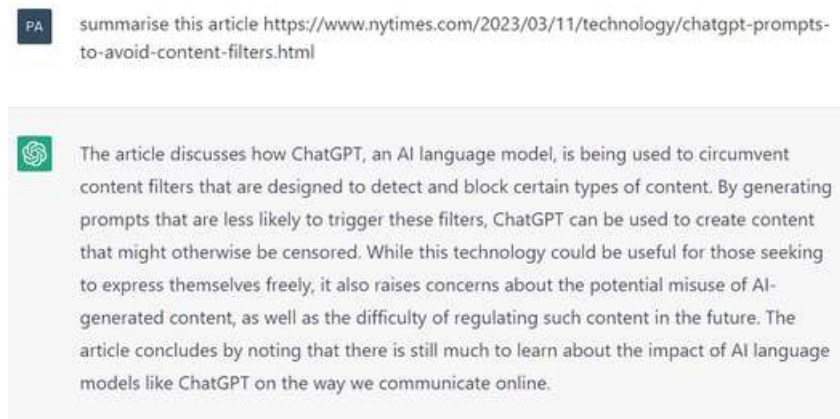 PA
summarise this article https://www.nytimes.com/2023/03/11/technology/chatgpt-prompts-
to-avoid-content-filters.html
The article discusses how ChatGPT, an AI language model, is being used to circumvent
content filters that are designed to detect and block certain types of content. By generating
prompts that are less likely to trigger these filters, ChatGPT can be used to create content
that might otherwise be censored. While this technology could be useful for those seeking
to express themselves freely, it also raises concerns about the potential misuse of AI-
generated content, as well as the difficulty of regulating such content in the future. The
article concludes by noting that there is still much to learn about the impact of AI language
models like ChatGPT on the way we communicate online.